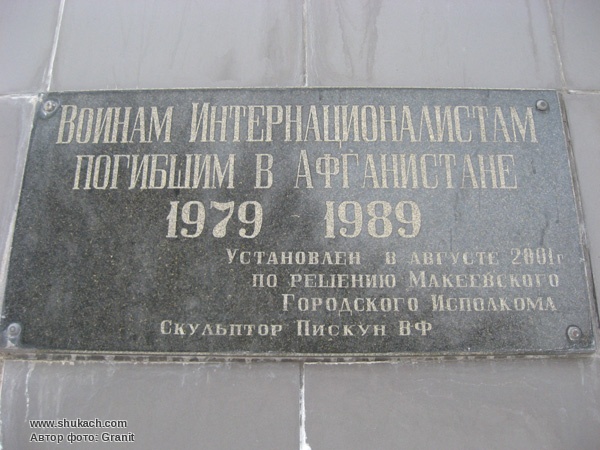 Воинам Интернационалистам
погибшим в Афганистане
1979 1989
Установлен в августе 2001г
по решению Макеевского
Городского Исполкома
Скульптор Пискун ВФ
www.shukach.com
Автор фото: Granit